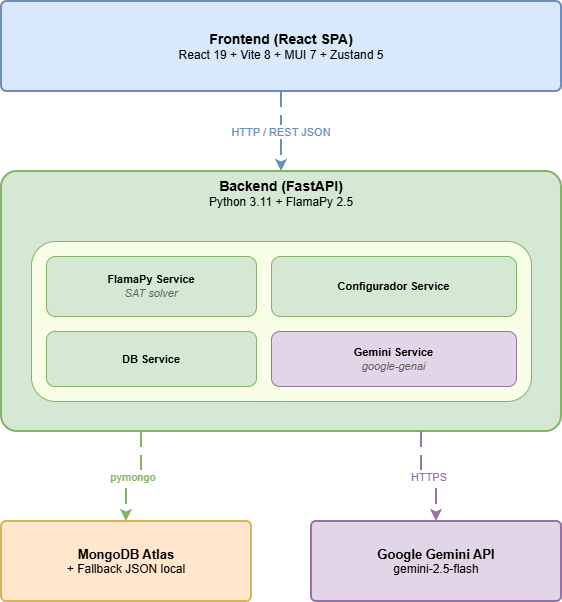 Frontend (React SPA)
React 19 + Vite 8 + MUI 7 + Zustand 5
HTTP / REST JSON
Backend (FastAPI)
Python 3.11 + FlamaPy 2.5
FlamaPy Service
SAT solver
Configurador Service
DB Service
Gemini Service
google-genai
pymongo
HTTPS
MongoDB Atlas
+ Fallback JSON local
Google Gemini API
gemini-2.5-flash